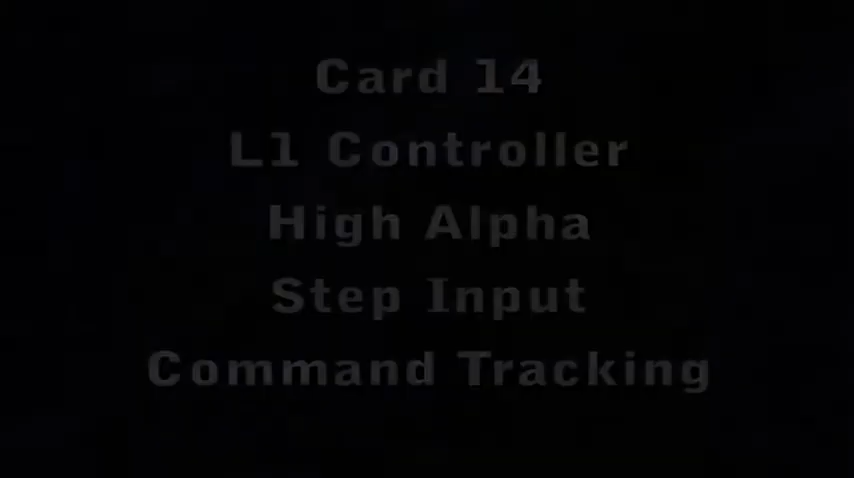 Card 14
L1 Controller
High Alpha
Step Input
Command Tracking